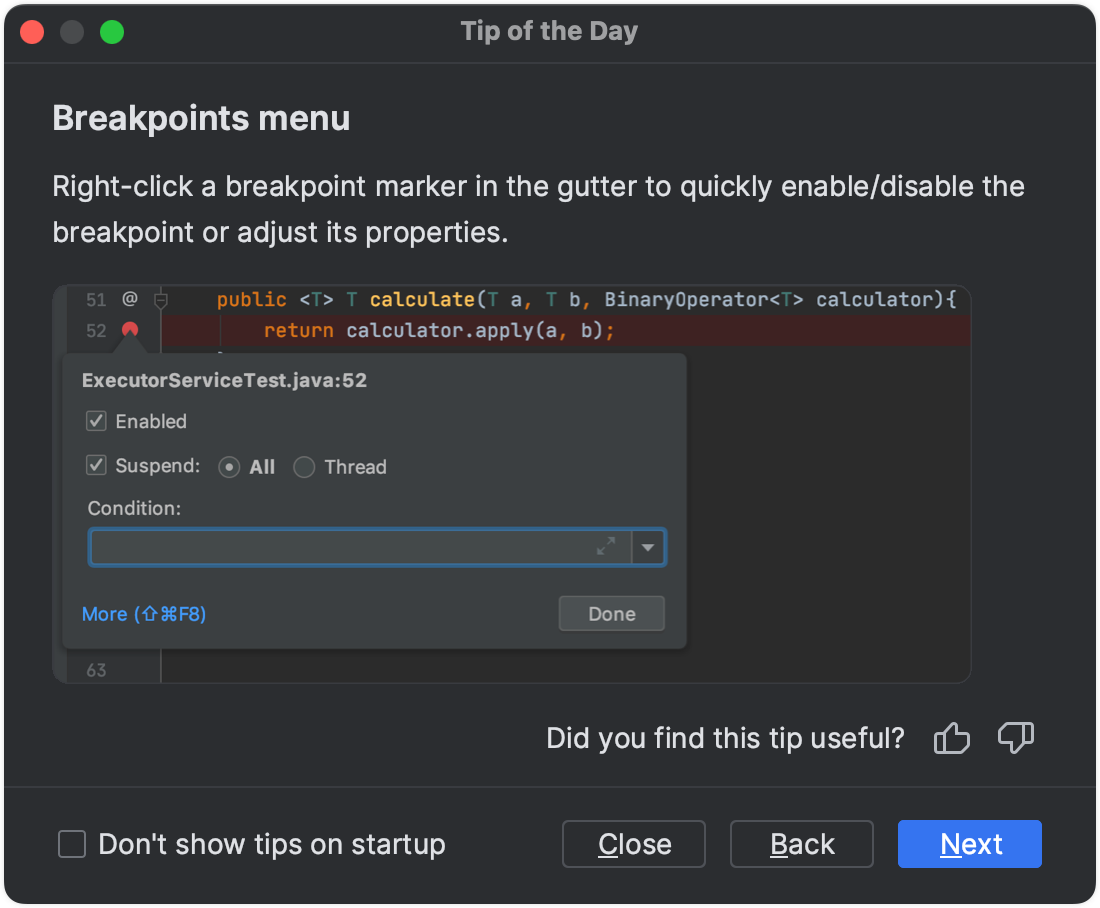 Tip of the Day
Breakpoints menu
Right-click a breakpoint marker in the gutter to quickly enable/disable the
breakpoint or adjust its properties.
51 @ public <T> T calculate(T a, T b, BinaryOperator<T> calculator){
52 return calculator.apply(a, b);
ExecutorServiceTest.java:52
Enabled
Suspend: All Thread
Condition:
More (⇧⌘F8) Done
63
Did you find this tip useful?
Don't show tips on startup Close Back Next